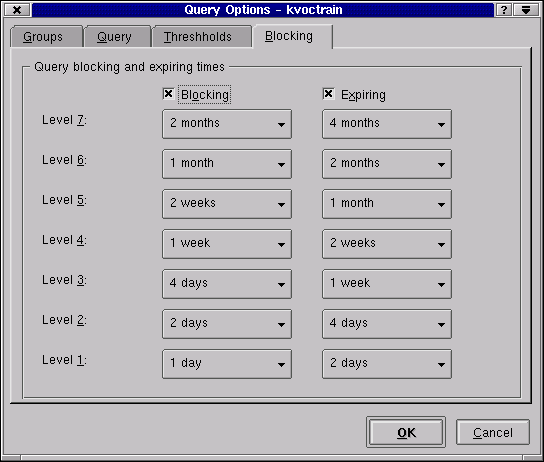 Query Options - kvoctrain
Groups Query Threshholds Blocking
Query blocking and expiring times
Blocking Expiring
Level 7: 2 months 4 months
Level 6: 1 month 2 months
Level 5: 2 weeks 1 month
Level 4: 1 week 2 weeks
Level 3: 4 days 1 week
Level 2: 2 days 4 days
Level 1: 1 day 2 days
OK Cancel